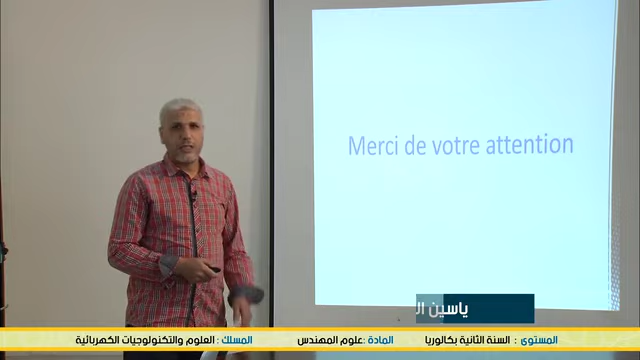 Merci de votre attention
ياسين
المستوى : السنة الثانية بكالوريا المادة :علوم المهندس المسلك : العلوم والتكنولوجيات الكهربائية